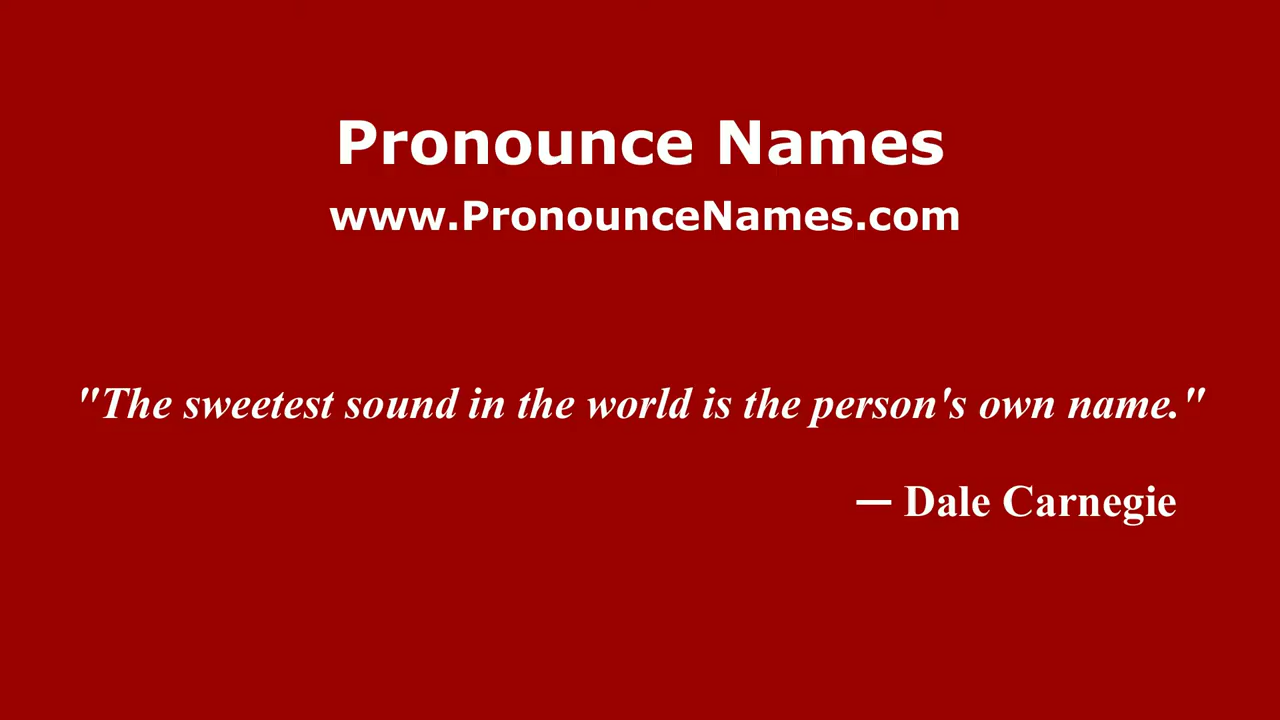 Pronounce Names
www.PronounceNames.com
"The sweetest sound in the world is the person's own name."
— Dale Carnegie